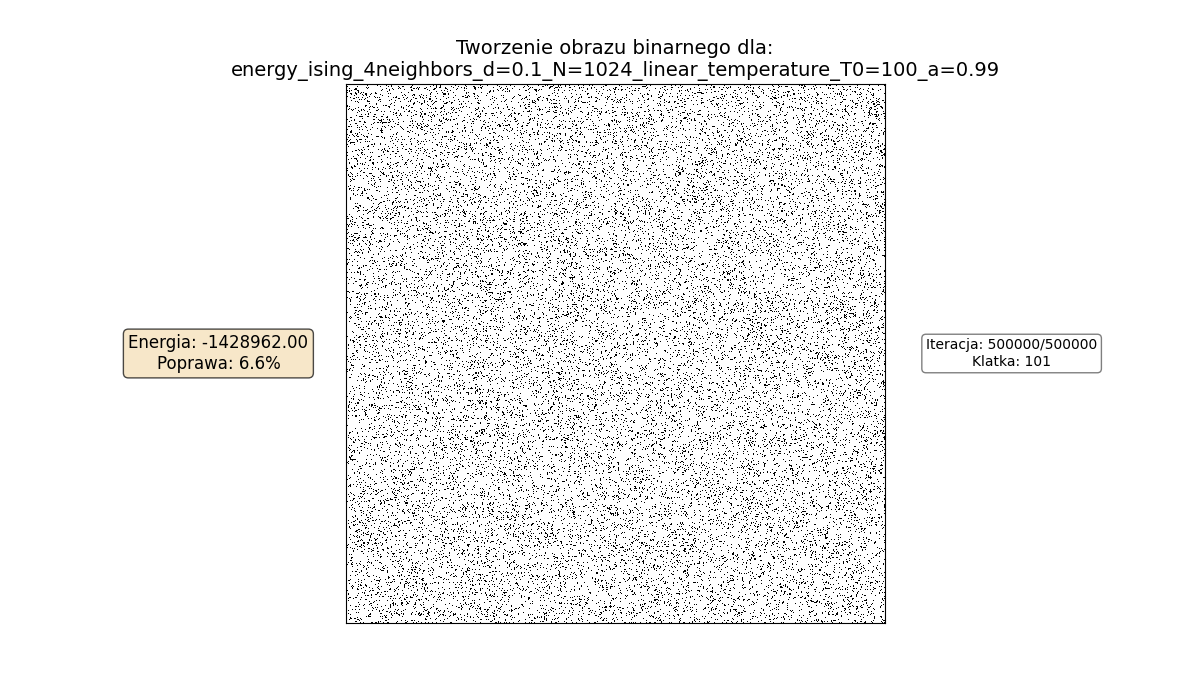 Tworzenie obrazu binarnego dla:
energy_ising_4neighbors_d=0.1_N=1024_linear_temperature_T0=100_a=0.99
Energia: -1428962.00
Poprawa: 6.6%
Iteracja: 500000/500000
Klatka: 101